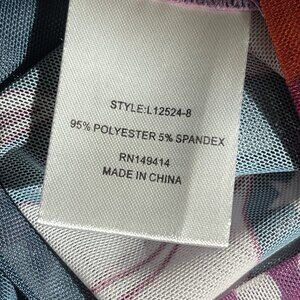 STYLE:L12524-8
95% POLYESTER 5% SPANDEX
RN149414
MADE IN CHINA